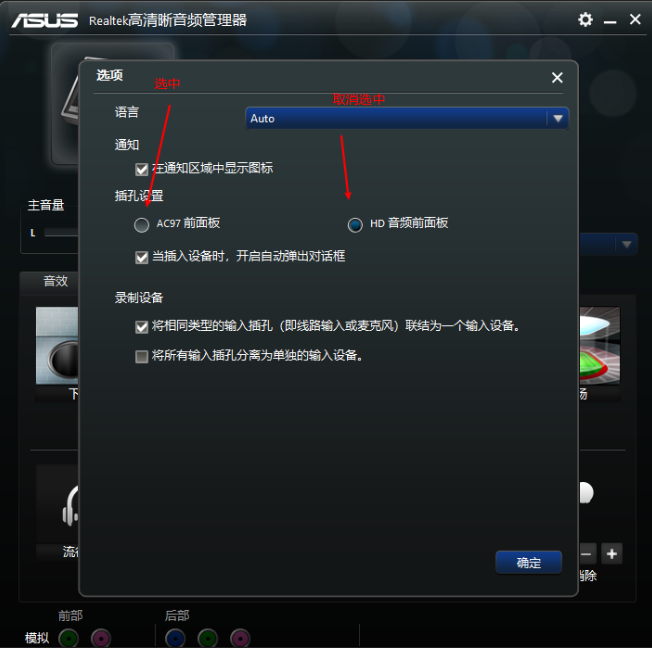 ASUS Realtek高清晰音频管理器
选项
选中
取消选中
语言
Auto
通知
在通知区域中显示图标
插孔设置
主音量
AC97 前面板
HD 音频前面板
L
当插入设备时，开启自动弹出对话框
音效
录制设备
将相同类型的输入插孔（即线路输入或麦克风）联结为一个输入设备。
将所有输入插孔分离为单独的输入设备。
确定
前部
后部
模拟